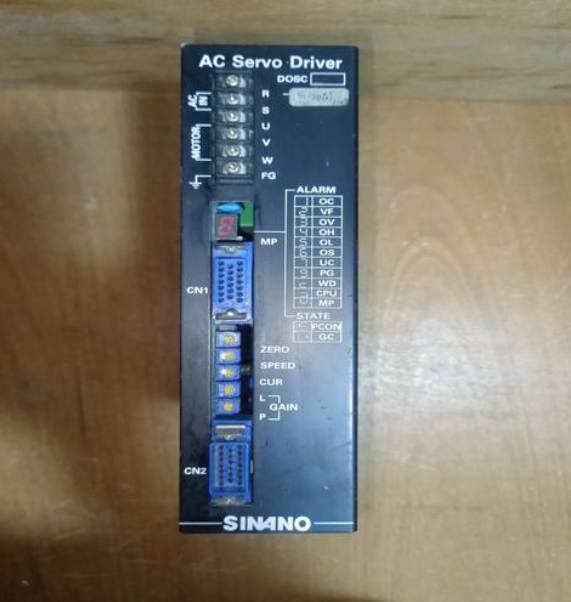 AC Servo Driver
DOSC
AC IN
R
S
MOTOR
U
V
W
FG
ALARM
OC
VF
OV
OH
OL
OS
UC
PG
WD
CPU
MP
STATE
PCON
GC
MP
CN1
ZERO
SPEED
CUR
L
GAIN
P
CN2
SINANO